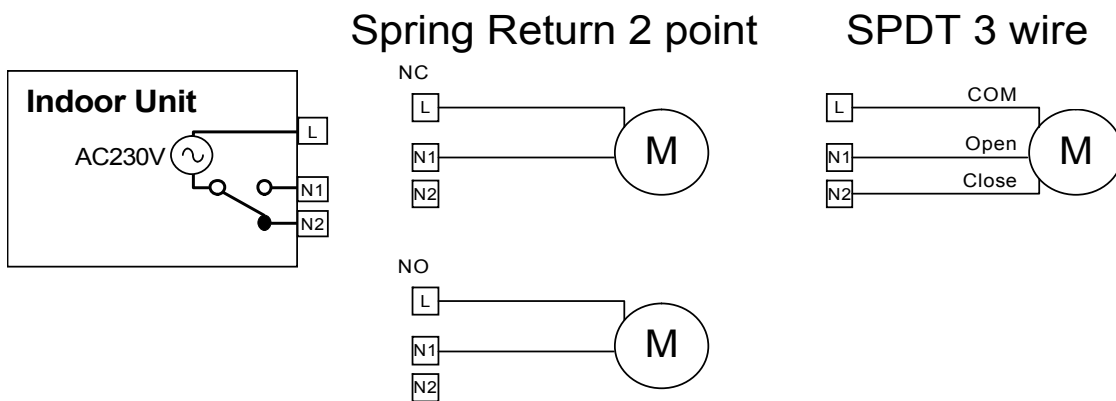 Spring Return 2 point
SPDT 3 wire
Indoor Unit
AC230V
L
N1
N2
NC
L
N1
N2
M
NO
L
N1
N2
M
L
N1
N2
COM
Open
Close
M